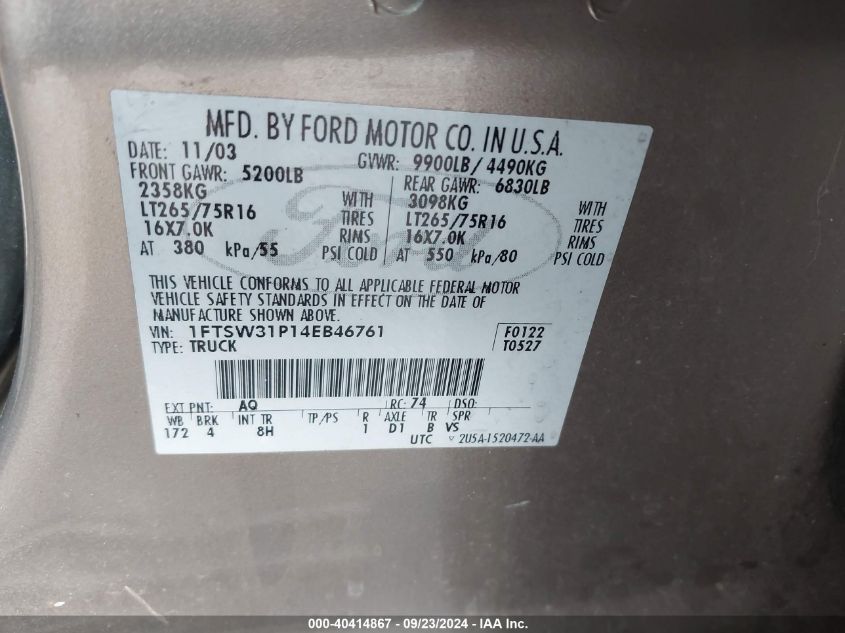 MFD. BY FORD MOTOR CO. IN U.S.A.
DATE: 11/03 GVWR: 9900LB/ 4490KG
FRONT GAWR: 5200LB REAR GAWR: 6830LB
2358KG WITH 3098KG WITH
LT265/75R16 TIRES LT265/75R16 TIRES
16X7.0K RIMS 16X7.0K RIMS
AT 380 kPa/55 PSI COLD AT 550 kPa/80 PSI COLD
Ford
THIS VEHICLE CONFORMS TO ALL APPLICABLE FEDERAL MOTOR
VEHICLE SAFETY STANDARDS IN EFFECT ON THE DATE OF
MANUFACTURE SHOWN ABOVE.
VIN: 1FTSW31P14EB46761 F0122
TYPE: TRUCK T0527
EXT PNT: AQ RC: 74 DSO:
WB BRK INT TR TP/PS R AXLE TR SPR
172 4 8H 1 D1 B VS
UTC 2U5A-1520472-AA
000-40414867 - 09/23/2024 - IAA Inc.